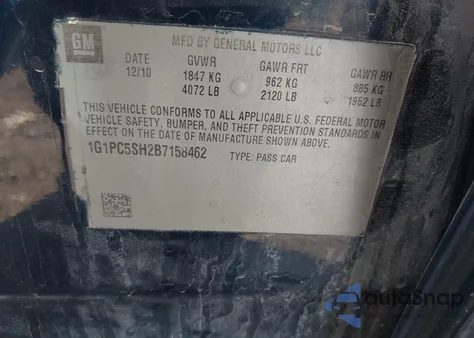 GM
MFD BY GENERAL MOTORS LLC
DATE GVWR GAWR FRT GAWR RR
12/10 1847 KG 962 KG 885 KG
4072 LB 2120 LB 1952 LB
THIS VEHICLE CONFORMS TO ALL APPLICABLE U.S. FEDERAL MOTOR
VEHICLE SAFETY, BUMPER, AND THEFT PREVENTION STANDARDS IN
EFFECT ON THE DATE OF MANUFACTURE SHOWN ABOVE.
1G1PC5SH2B7158462 TYPE: PASS CAR
AutoSnap